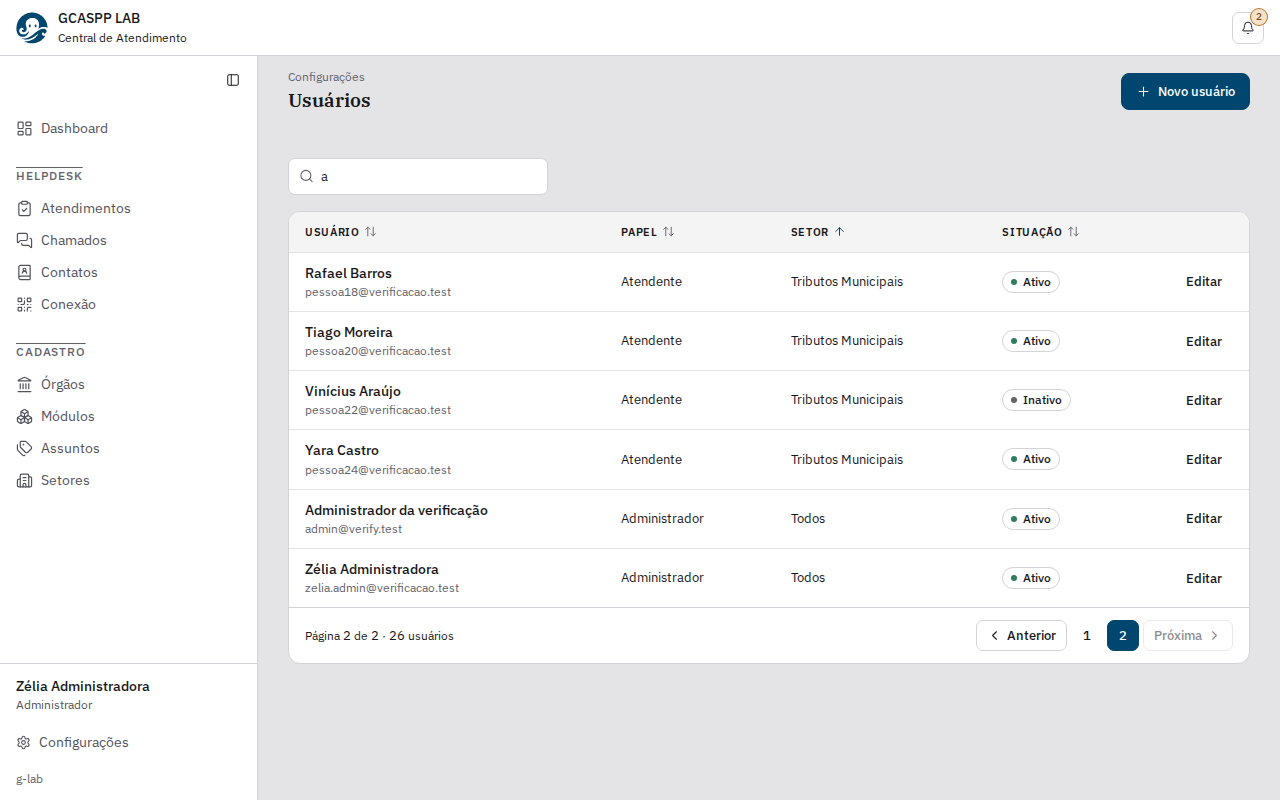 GCASPP LAB
Central de Atendimento
2
Dashboard
HELPDESK
Atendimentos
Chamados
Contatos
Conexão
CADASTRO
Órgãos
Módulos
Assuntos
Setores
Zélia Administradora
Administrador
Configurações
g-lab
Configurações
Usuários
Novo usuário
a
USUÁRIO PAPEL SETOR SITUAÇÃO
Rafael Barros
pessoa18@verificacao.test
Atendente Tributos Municipais Ativo Editar
Tiago Moreira
pessoa20@verificacao.test
Atendente Tributos Municipais Ativo Editar
Vinícius Araújo
pessoa22@verificacao.test
Atendente Tributos Municipais Inativo Editar
Yara Castro
pessoa24@verificacao.test
Atendente Tributos Municipais Ativo Editar
Administrador da verificação
admin@verify.test
Administrador Todos Ativo Editar
Zélia Administradora
zelia.admin@verificacao.test
Administrador Todos Ativo Editar
Página 2 de 2 · 26 usuários
Anterior 1 2 Próxima